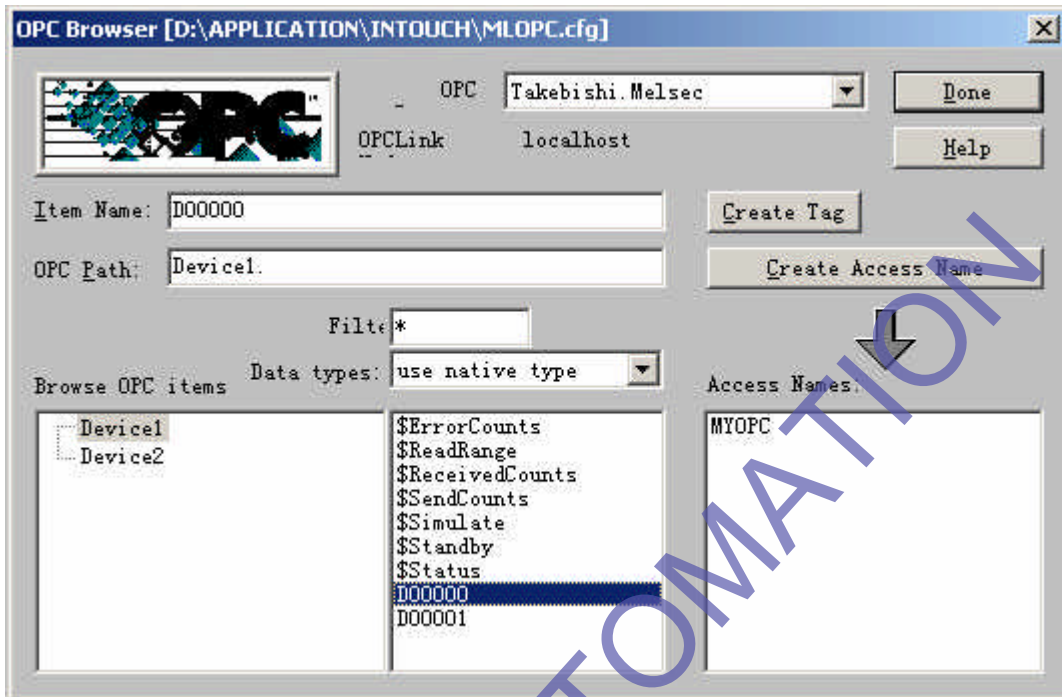 OPC Browser [D:\APPLICATION\INTOUCH\MLOPC.cfg]
OPC
OPC Takebishi.Melsec
Done
OPCLink localhost
Help
Item Name: D00000
Create Tag
OPC Path: Device1.
Create Access Name
Filte *
Data types: use native type
Browse OPC items
Access Names:
Device1
Device2
$ErrorCounts
$ReadRange
$ReceivedCounts
$SendCounts
$Simulate
$Standby
$Status
D00000
D00001
MYOPC